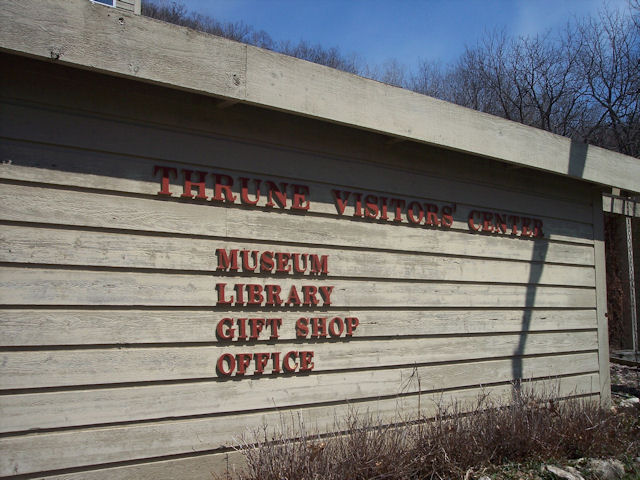 THRUNE VISITORS' CENTER
MUSEUM
LIBRARY
GIFT SHOP
OFFICE